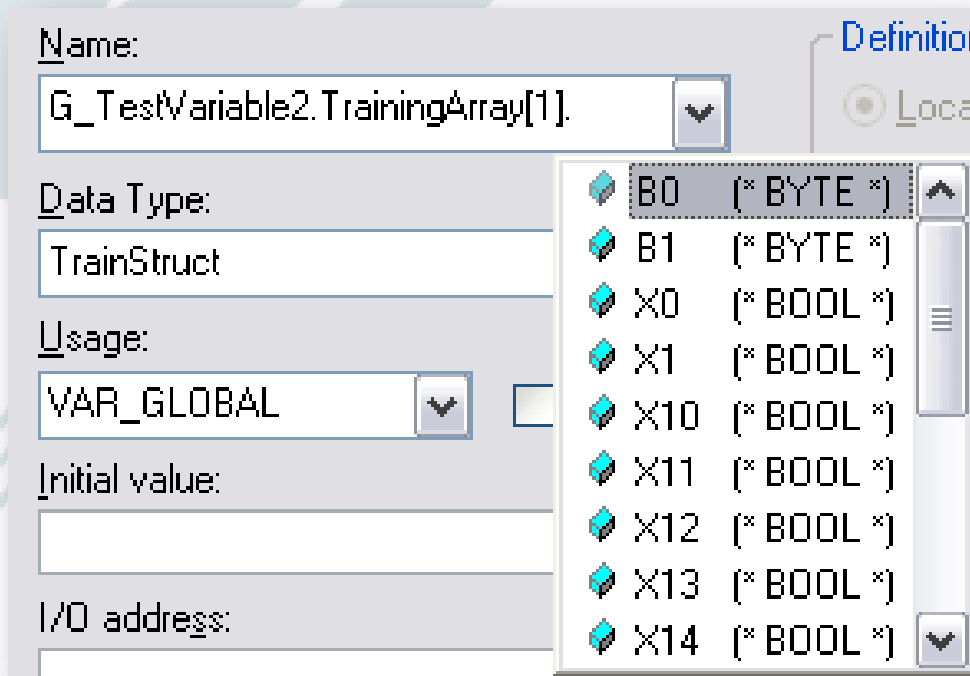 Name:
G_TestVariable2.TrainingArray[1].
Data Type:
TrainStruct
Usage:
VAR_GLOBAL
Initial value:
I/O address:
B0 (* BYTE *)
B1 (* BYTE *)
X0 (* BOOL *)
X1 (* BOOL *)
X10 (* BOOL *)
X11 (* BOOL *)
X12 (* BOOL *)
X13 (* BOOL *)
X14 (* BOOL *)
Definition
Loca